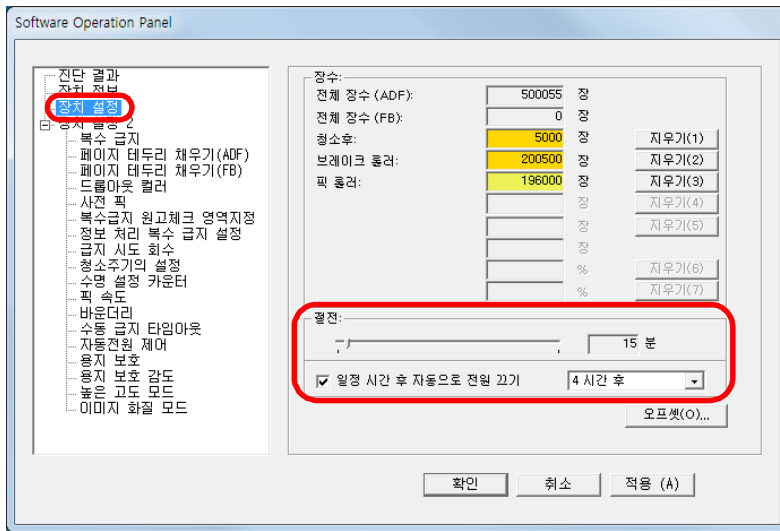 Software Operation Panel
진단 결과
장치 정보
장치 설정
장치 설정 2
복수 급지
페이지 테두리 채우기(ADF)
페이지 테두리 채우기(FB)
드롭아웃 컬러
사전 픽
복수급지 원고체크 영역지정
정보 처리 복수 급지 설정
급지 시도 회수
청소주기의 설정
수명 설정 카운터
픽 속도
바운더리
수동 급지 타임아웃
자동전원 제어
용지 보호
용지 보호 감도
높은 고도 모드
이미지 화질 모드
장수:
전체 장수 (ADF): 500055 장
전체 장수 (FB): 0 장
청소후: 5000 장 지우기(1)
브레이크 롤러: 200500 장 지우기(2)
픽 롤러: 196000 장 지우기(3)
장 지우기(4)
장 지우기(5)
장
% 지우기(6)
% 지우기(7)
절전:
15 분
일정 시간 후 자동으로 전원 끄기 4 시간 후
오프셋(O)...
확인 취소 적용 (A)